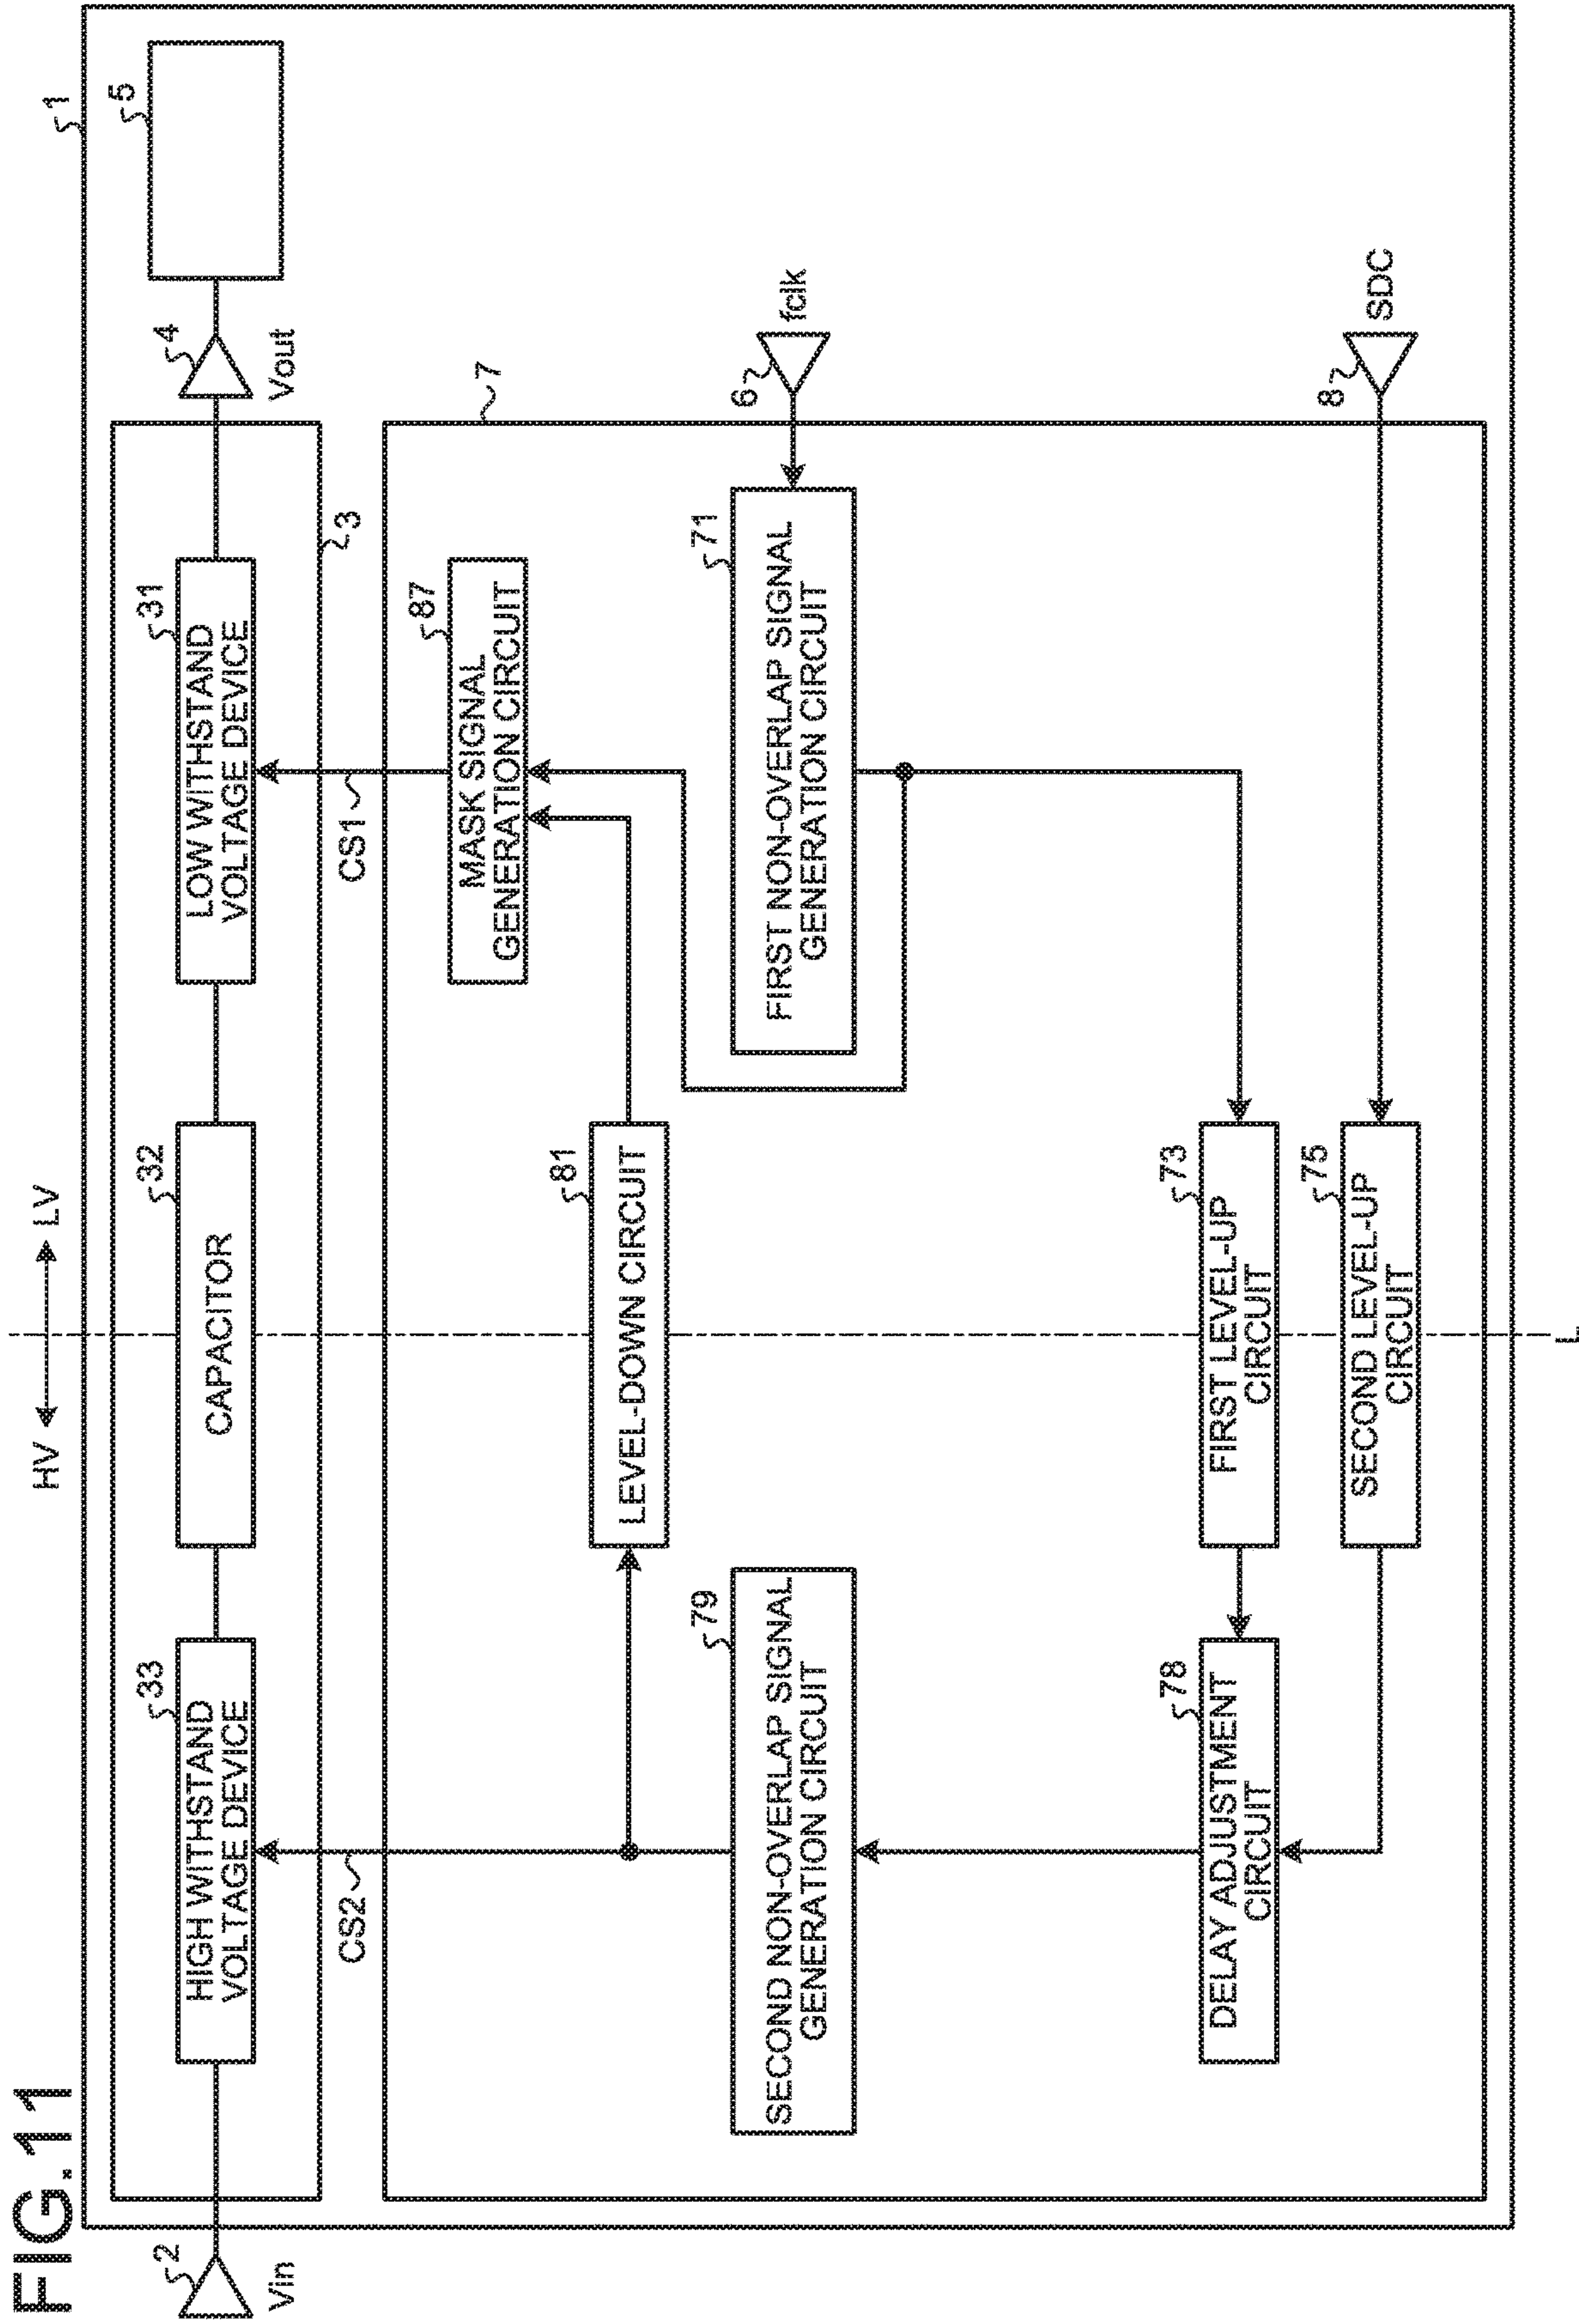 FIG.11
HV
LV
1
2
Vin
33
HIGH WITHSTAND
VOLTAGE DEVICE
32
CAPACITOR
31
LOW WITHSTAND
VOLTAGE DEVICE
4
Vout
5
3
CS2
CS1
7
87
MASK SIGNAL
GENERATION CIRCUIT
81
LEVEL-DOWN CIRCUIT
79
SECOND NON-OVERLAP SIGNAL
GENERATION CIRCUIT
71
FIRST NON-OVERLAP SIGNAL
GENERATION CIRCUIT
6
fclk
78
DELAY ADJUSTMENT
CIRCUIT
73
FIRST LEVEL-UP
CIRCUIT
75
SECOND LEVEL-UP
CIRCUIT
8
SDC
L